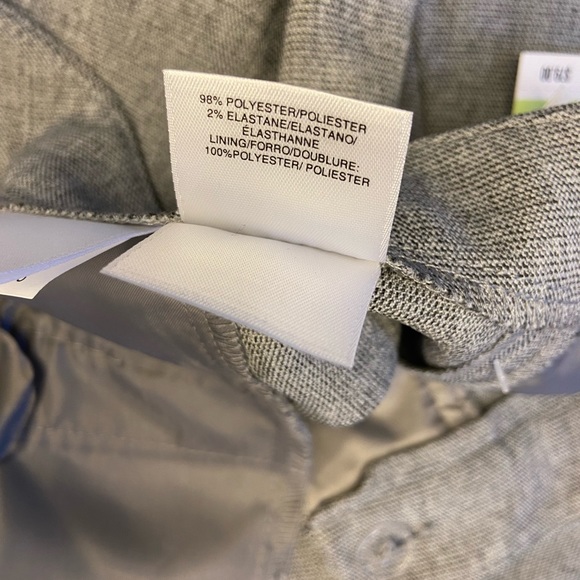 98% POLYESTER/POLIESTER
2% ELASTANE/ELASTANO/
ÉLASTHANNE
LINING/FORRO/DOUBLURE:
100%POLYESTER/ POLIESTER